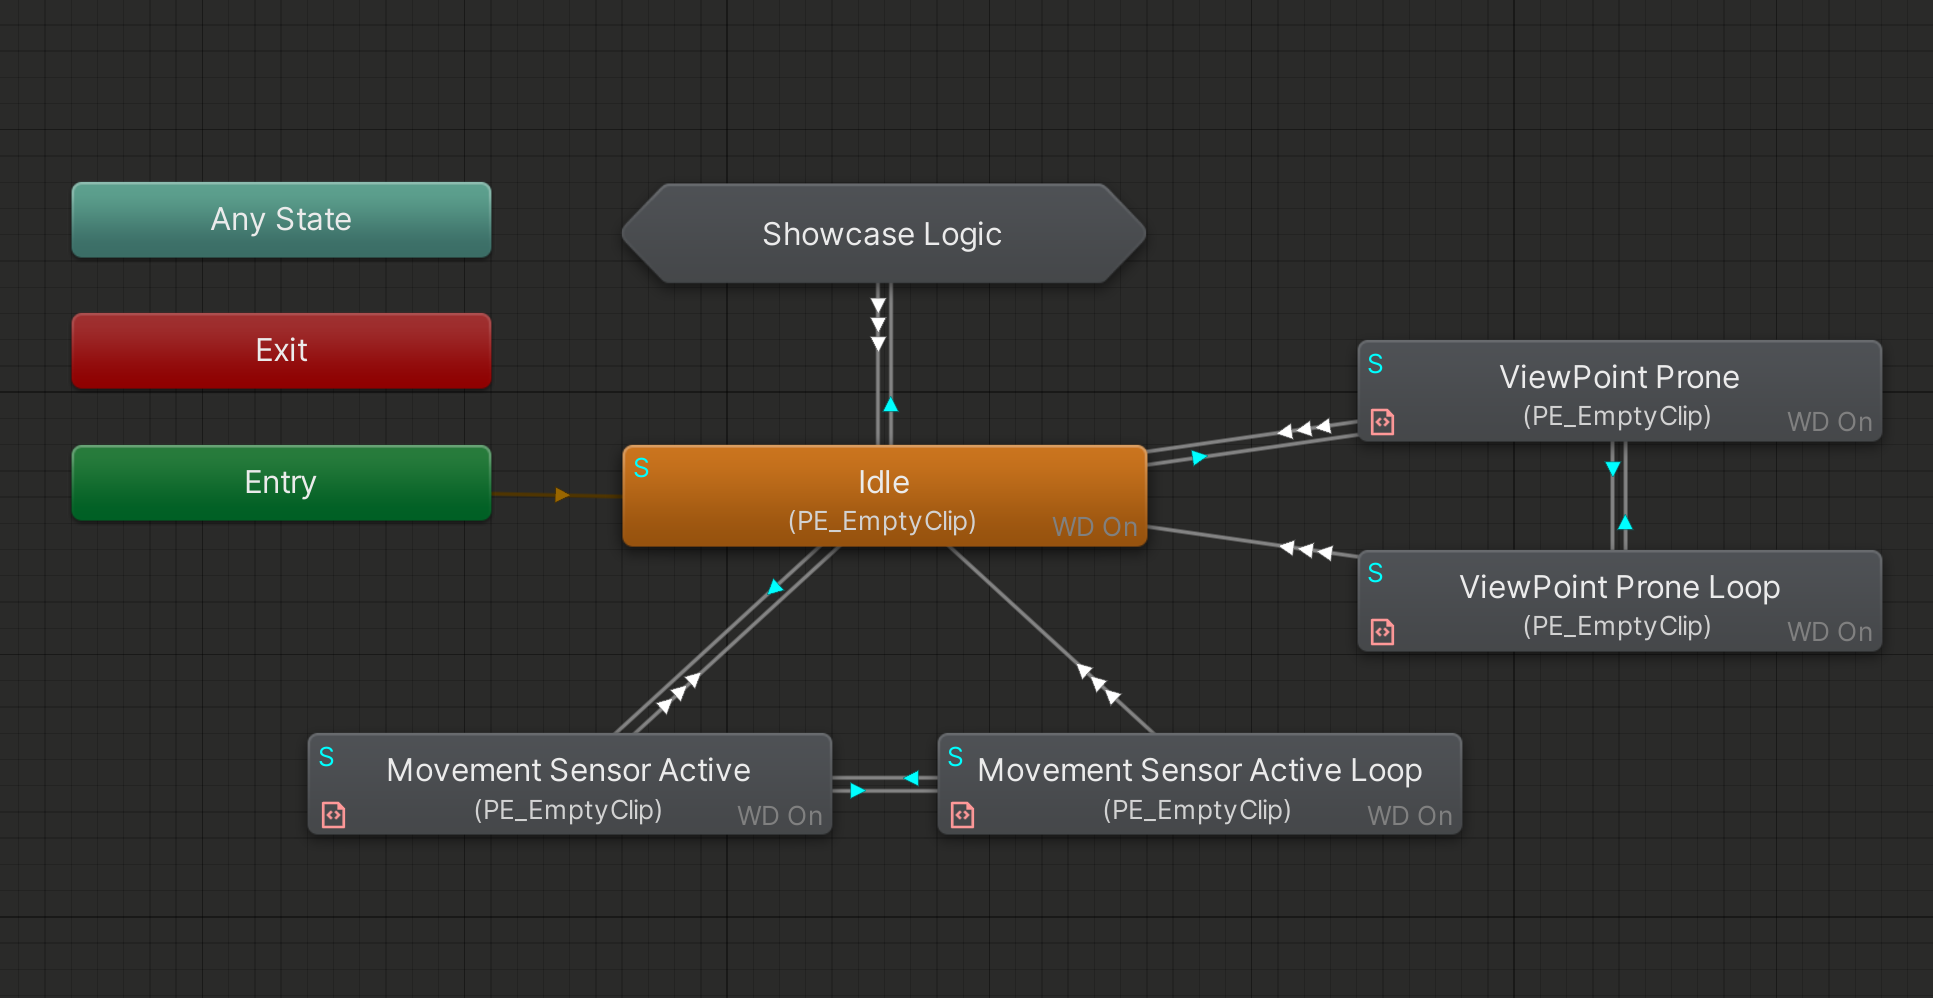 Any State
Showcase Logic
Exit
S
ViewPoint Prone
(PE_EmptyClip)
WD On
Entry
S
Idle
(PE_EmptyClip)
WD On
S
ViewPoint Prone Loop
(PE_EmptyClip)
WD On
S
Movement Sensor Active
(PE_EmptyClip)
WD On
S
Movement Sensor Active Loop
(PE_EmptyClip)
WD On